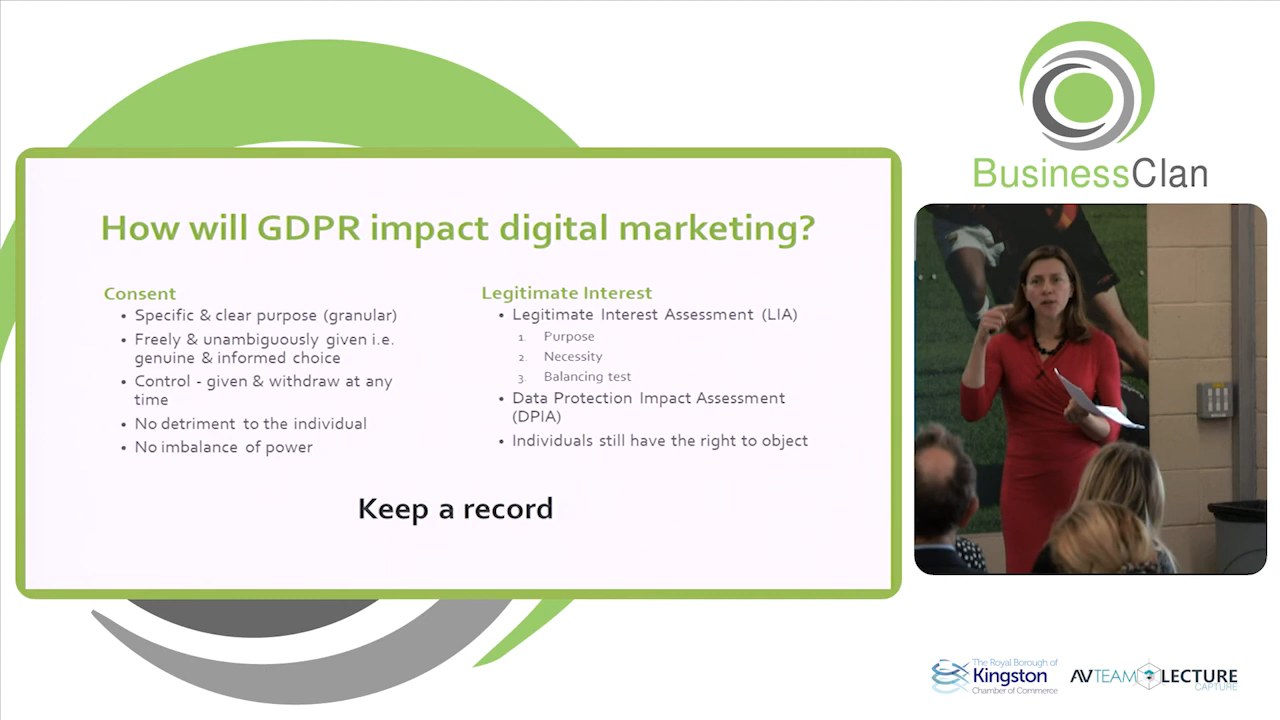 BusinessClan
How will GDPR impact digital marketing?
Consent
• Specific & clear purpose (granular)
• Freely & unambiguously given i.e.
genuine & informed choice
• Control - given & withdraw at any
time
• No detriment to the individual
• No imbalance of power
Legitimate Interest
• Legitimate Interest Assessment (LIA)
1. Purpose
2. Necessity
3. Balancing test
• Data Protection Impact Assessment
(DPIA)
• Individuals still have the right to object
Keep a record
The Royal Borough of
Kingston
Chamber of Commerce
AVTEAM LECTURE
CAPTURE